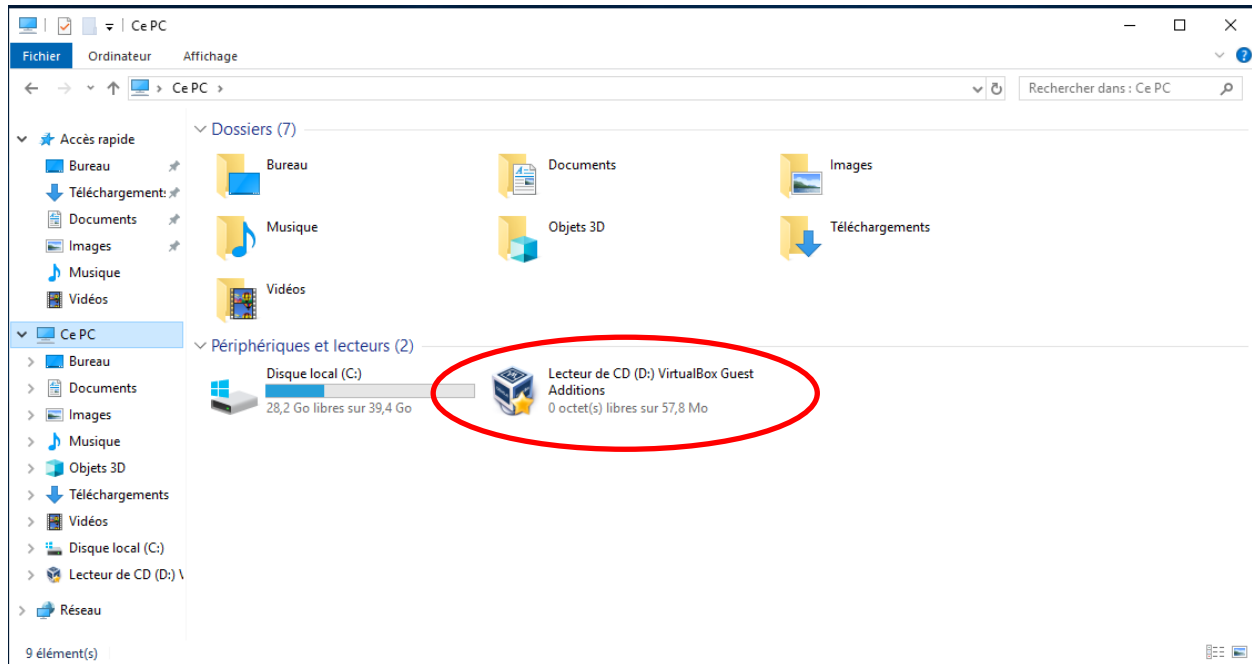 Ce PC
Fichier Ordinateur Affichage
Ce PC
Rechercher dans : Ce PC
Accès rapide
Bureau
Téléchargement:
Documents
Images
Musique
Vidéos
Ce PC
Bureau
Documents
Images
Musique
Objets 3D
Téléchargements
Vidéos
Disque local (C:)
Lecteur de CD (D:) \
Réseau
Dossiers (7)
Bureau
Documents
Images
Musique
Objets 3D
Téléchargements
Vidéos
Périphériques et lecteurs (2)
Disque local (C:)
28,2 Go libres sur 39,4 Go
Lecteur de CD (D:) VirtualBox Guest
Additions
0 octet(s) libres sur 57,8 Mo
9 élément(s)